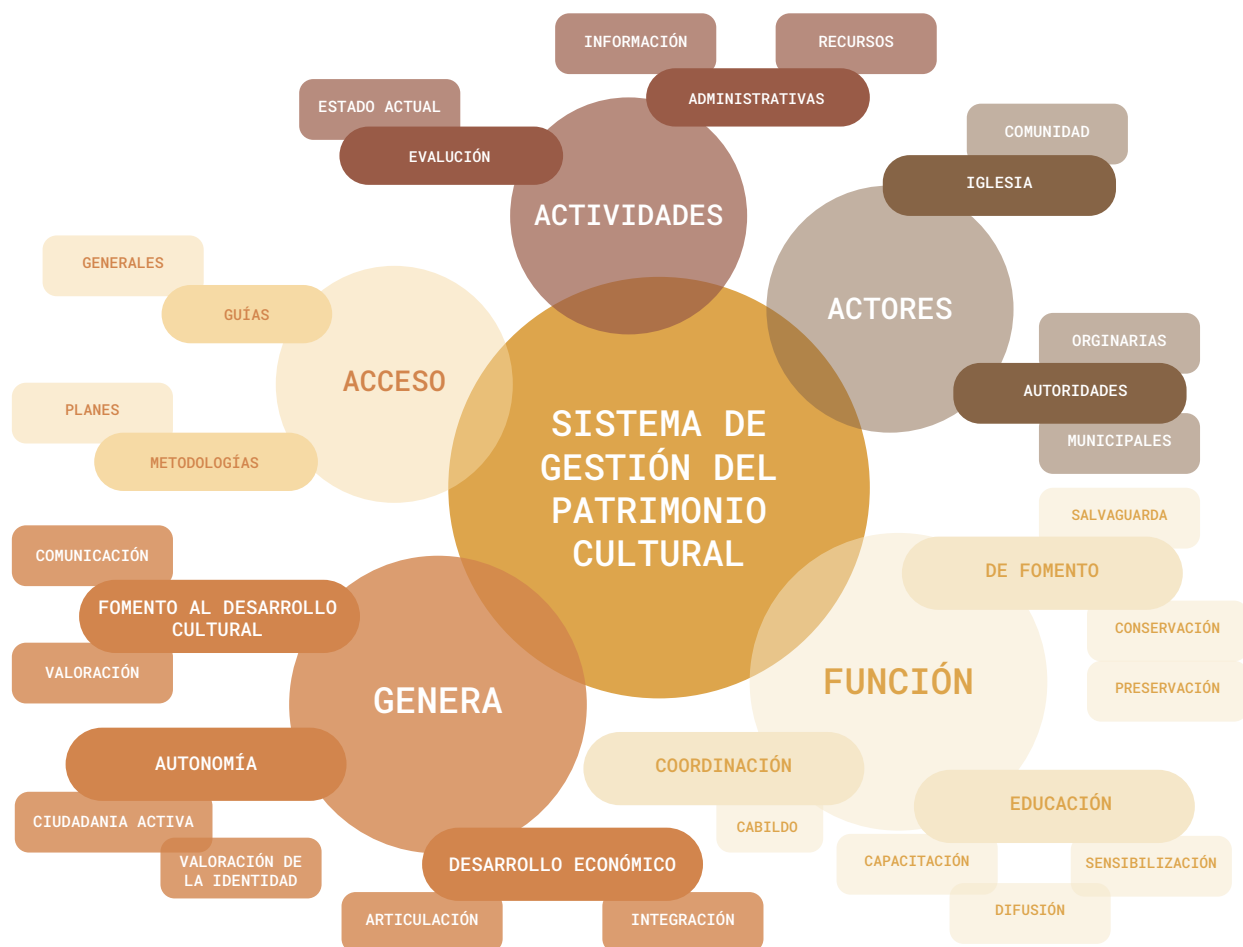 INFORMACIÓN
RECURSOS
ADMINISTRATIVAS
ESTADO ACTUAL
EVALUCIÓN
ACTIVIDADES
COMUNIDAD
IGLESIA
ACTORES
ORGINARIAS
AUTORIDADES
MUNICIPALES
GENERALES
GUÍAS
ACCESO
PLANES
METODOLOGÍAS
SISTEMA DE
GESTIÓN DEL
PATRIMONIO
CULTURAL
SALVAGUARDA
DE FOMENTO
CONSERVACIÓN
PRESERVACIÓN
FUNCIÓN
COORDINACIÓN
CABILDO
EDUCACIÓN
CAPACITACIÓN
SENSIBILIZACIÓN
DIFUSIÓN
COMUNICACIÓN
FOMENTO AL DESARROLLO
CULTURAL
VALORACIÓN
GENERA
AUTONOMÍA
CIUDADANIA ACTIVA
VALORACIÓN DE
LA IDENTIDAD
DESARROLLO ECONÓMICO
ARTICULACIÓN
INTEGRACIÓN